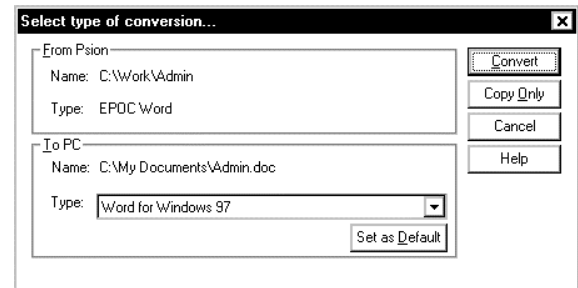 Select type of conversion...
From Psion
Name: C:\Work\Admin
Type: EPOC Word
To PC
Name: C:\My Documents\Admin.doc
Type: Word for Windows 97
Set as Default
Convert
Copy Only
Cancel
Help